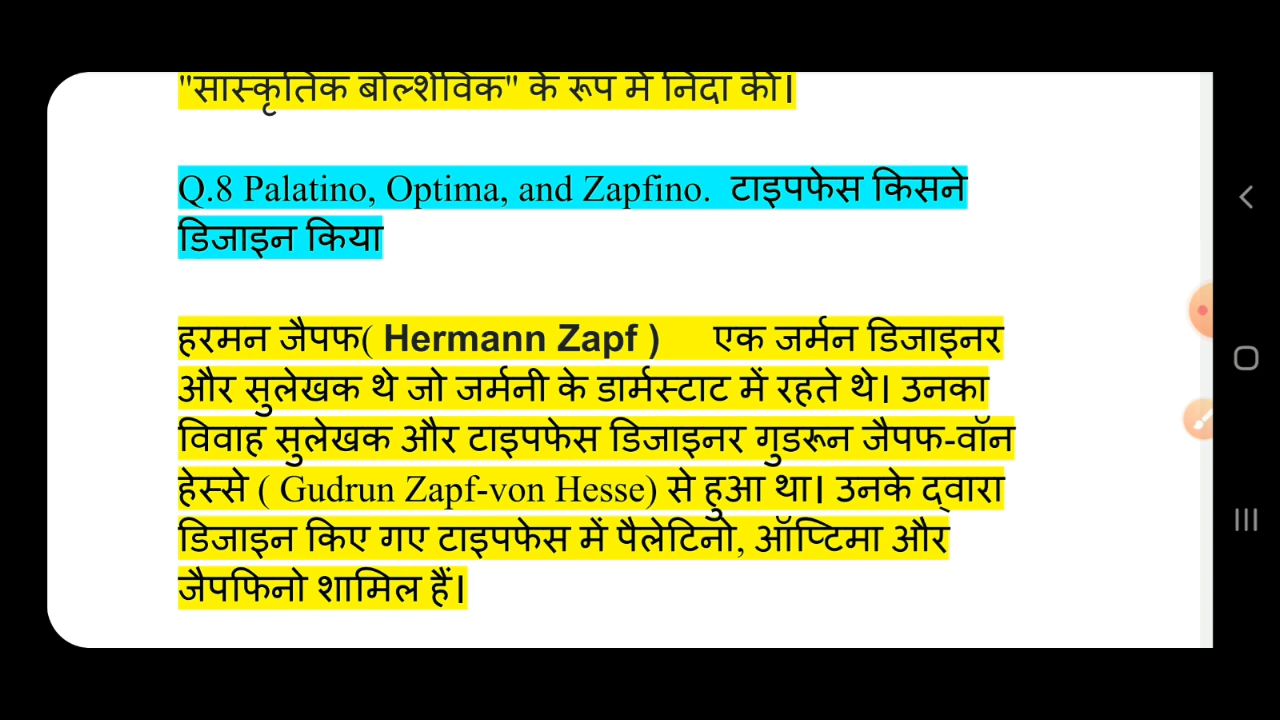 "सांस्कृतिक बोल्शेविक" के रूप में निंदा की।
Q.8 Palatino, Optima, and Zapfino. टाइपफेस किसने
डिजाइन किया
हरमन जैपफ( Hermann Zapf ) एक जर्मन डिजाइनर
और सुलेखक थे जो जर्मनी के डार्मस्टाट में रहते थे। उनका
विवाह सुलेखक और टाइपफेस डिजाइनर गुडरून जैपफ-वॉन
हेस्से ( Gudrun Zapf-von Hesse) से हुआ था। उनके द्वारा
डिजाइन किए गए टाइपफेस में पैलेटिनो, ऑप्टिमा और
जैपफिनो शामिल हैं।